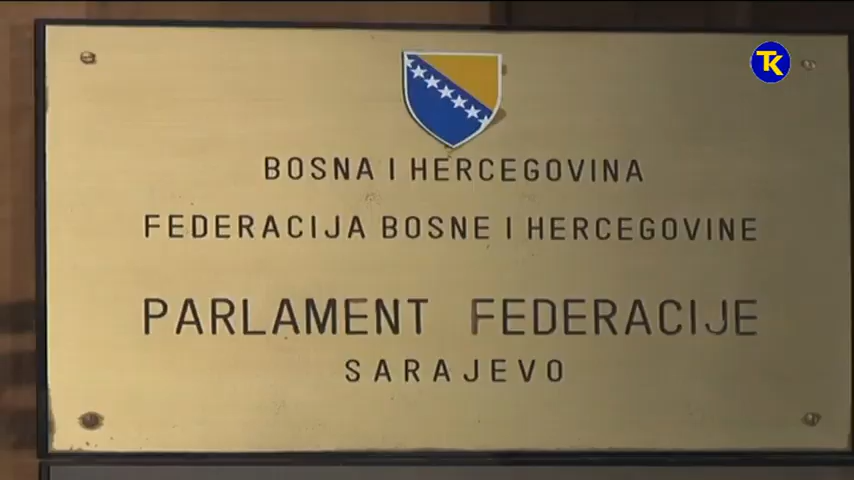 TK
BOSNA I HERCEGOVINA
FEDERACIJA BOSNE I HERCEGOVINE
PARLAMENT FEDERACIJE
SARAJEVO